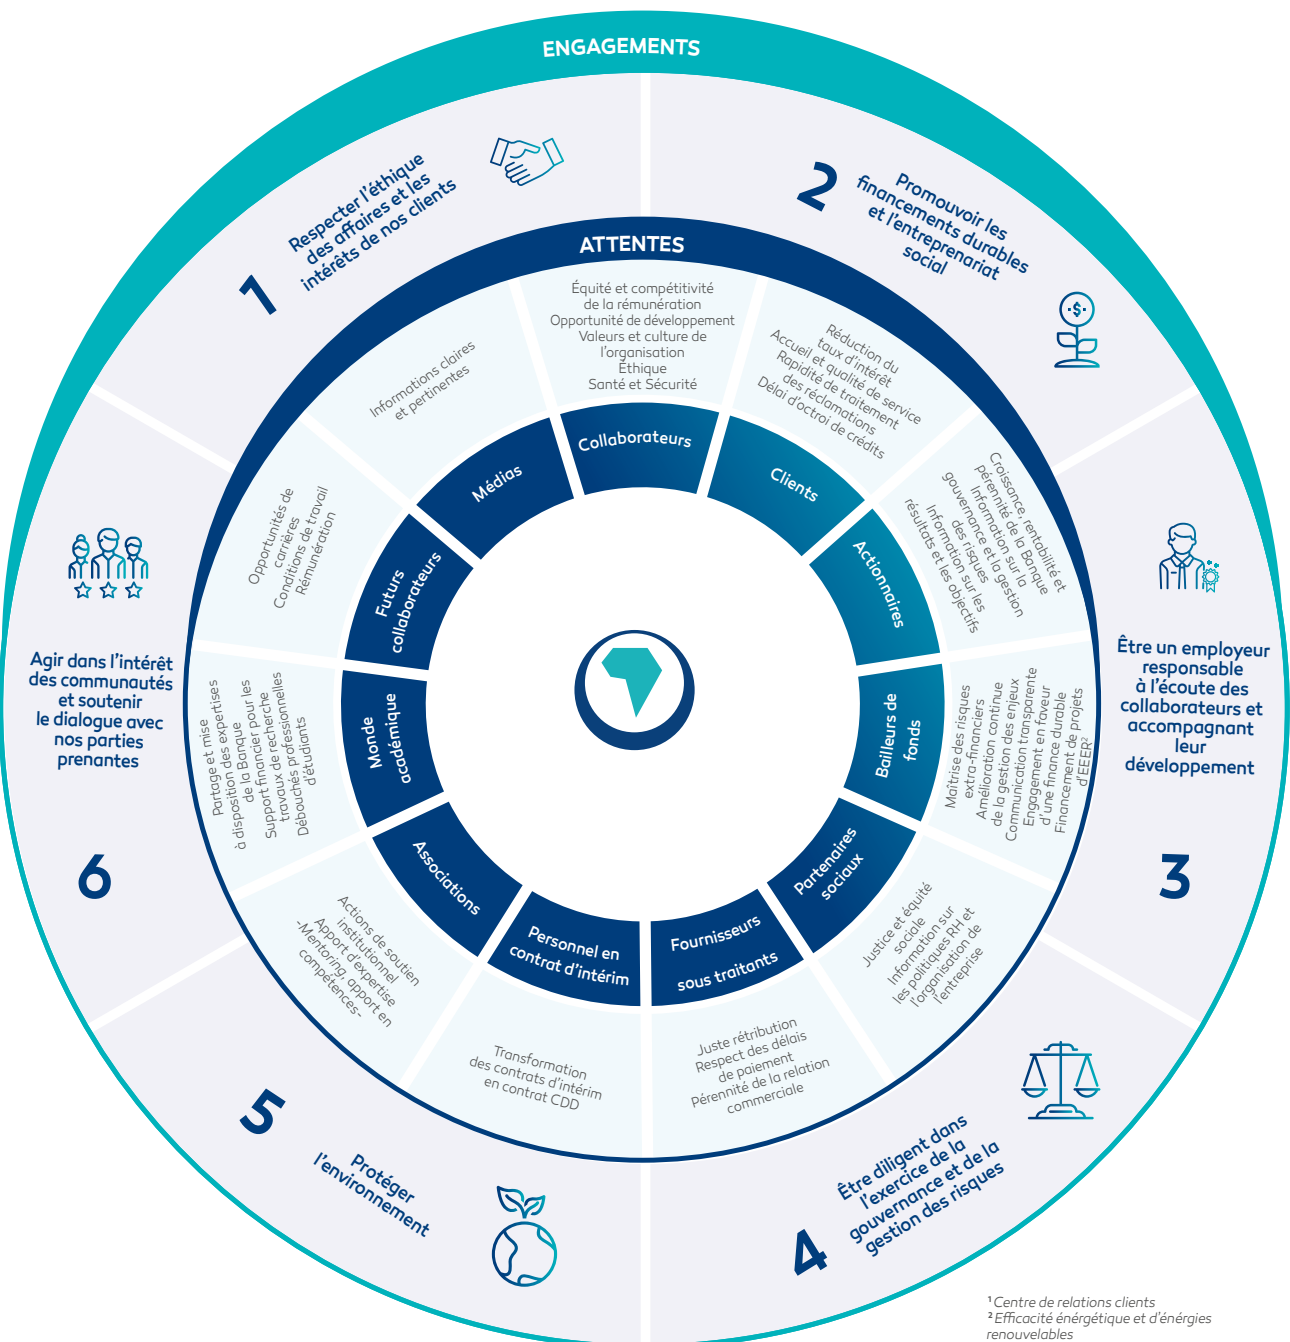 ENGAGEMENTS
1
Respecter l'éthique
des affaires et les
intérêts de nos clients
2
Promouvoir les
financements durables
et l'entreprenariat
social
Être un employeur
responsable
à l'écoute des
collaborateurs et
accompagnant
leur
développement
3
Être diligent dans
l'exercice de la
gouvernance et de la
gestion des risques
4
5
Protéger
l'environnement
Agir dans l'intérêt
des communautés
et soutenir
le dialogue avec
nos parties
prenantes
6
ATTENTES
Équité et compétitivité
de la rémunération
Opportunité de développement
Valeurs et culture de
l'organisation
Éthique
Santé et Sécurité
Collaborateurs
Réduction du
taux d'intérêt
Accueil et qualité de service
Rapidité de traitement
des réclamations
Délai d'octroi de crédits
Clients
Croissance, rentabilité et
pérennité de la Banque
Information sur la
gouvernance et la gestion
des risques
Information sur les
résultats et les objectifs
Actionnaires
Maîtrise des risques
extra-financiers
Amélioration continue
de la gestion des enjeux
Communication transparente
Engagement en faveur
d'une finance durable
Financement de projets
d'EEER²
Bailleurs de
fonds
Justice et équité
sociale
Information sur
les politiques RH et
l'organisation de
l'entreprise
Partenaires
sociaux
Juste rétribution
Respect des délais
de paiement
Pérennité de la relation
commerciale
Fournisseurs
sous traitants
Transformation
des contrats d'intérim
en contrat CDD
Personnel en
contrat d'intérim
Actions de soutien
institutionnel
Apport d'expertise
-Mentoring, apport en
compétences-
Associations
Partage et mise
à disposition des expertises
de la Banque
Support financier pour les
travaux de recherche
Débouchés professionnelles
d'étudiants
Monde
académique
Opportunités de
carrières
Conditions de travail
Rémunération
Futurs
collaborateurs
Informations claires
et pertinentes
Médias
¹ Centre de relations clients
² Efficacité énérgétique et d'énérgies
renouvelables